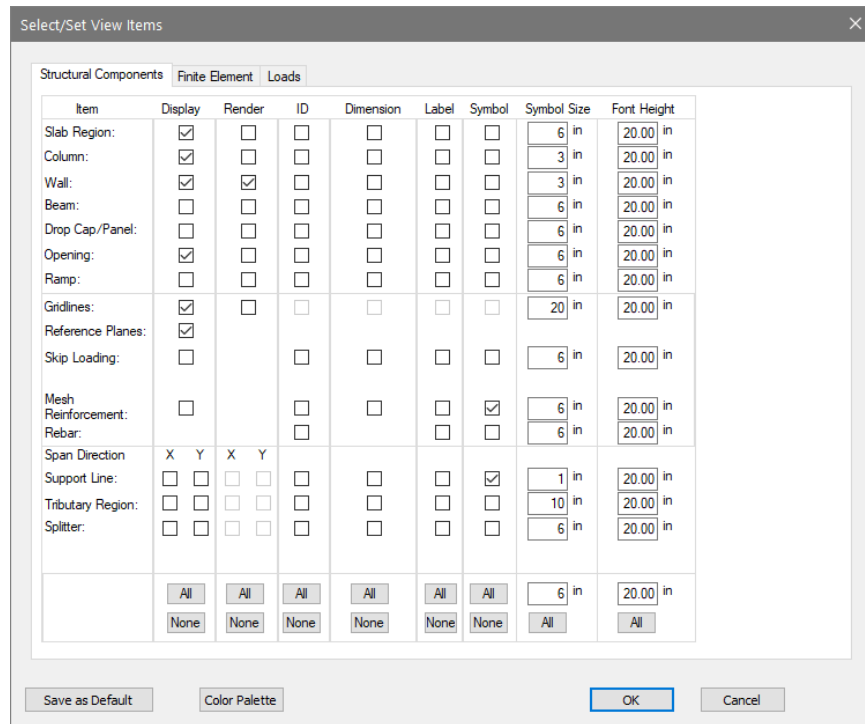 Select/Set View Items
Structural Components Finite Element Loads
Item Display Render ID Dimension Label Symbol Symbol Size Font Height
Slab Region: 6 in 20.00 in
Column: 3 in 20.00 in
Wall: 3 in 20.00 in
Beam: 6 in 20.00 in
Drop Cap/Panel: 6 in 20.00 in
Opening: 6 in 20.00 in
Ramp: 6 in 20.00 in
Gridlines: 20 in 20.00 in
Reference Planes:
Skip Loading: 6 in 20.00 in
Mesh
Reinforcement: 6 in 20.00 in
Rebar: 6 in 20.00 in
Span Direction X Y X Y
Support Line: 1 in 20.00 in
Tributary Region: 10 in 20.00 in
Splitter: 6 in 20.00 in
All All All All All All 6 in 20.00 in
None None None None None None All All
Save as Default Color Palette OK Cancel